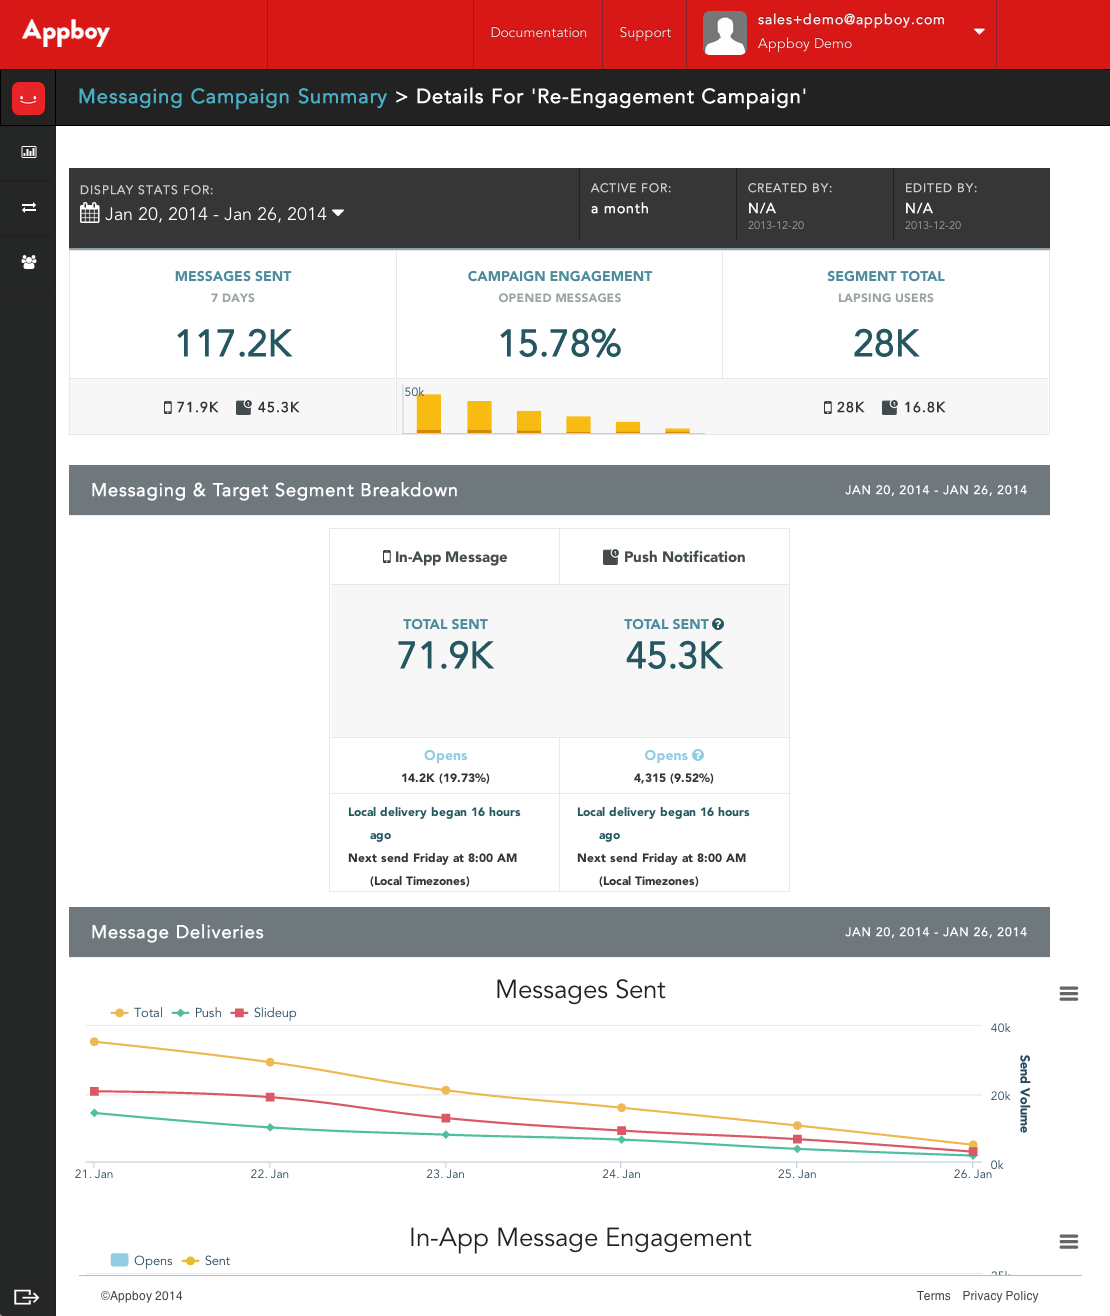 Appboy
Documentation
Support
sales+demo@appboy.com
Appboy Demo
Messaging Campaign Summary > Details For 'Re-Engagement Campaign'
DISPLAY STATS FOR:
Jan 20, 2014 - Jan 26, 2014
ACTIVE FOR:
a month
CREATED BY:
N/A
2013-12-20
EDITED BY:
N/A
2013-12-20
MESSAGES SENT
7 DAYS
117.2K
71.9K 45.3K
CAMPAIGN ENGAGEMENT
OPENED MESSAGES
15.78%
50k
SEGMENT TOTAL
LAPSING USERS
28K
28K 16.8K
Messaging & Target Segment Breakdown
JAN 20, 2014 - JAN 26, 2014
In-App Message
Push Notification
TOTAL SENT
71.9K
TOTAL SENT ?
45.3K
Opens
14.2K (19.73%)
Opens ?
4,315 (9.52%)
Local delivery began 16 hours
ago
Next send Friday at 8:00 AM
(Local Timezones)
Local delivery began 16 hours
ago
Next send Friday at 8:00 AM
(Local Timezones)
Message Deliveries
JAN 20, 2014 - JAN 26, 2014
Messages Sent
Total Push Slideup
40k
20k
0k
Send Volume
21. Jan 22. Jan 23. Jan 24. Jan 25. Jan 26. Jan
In-App Message Engagement
Opens Sent
25k
©Appboy 2014
Terms Privacy Policy